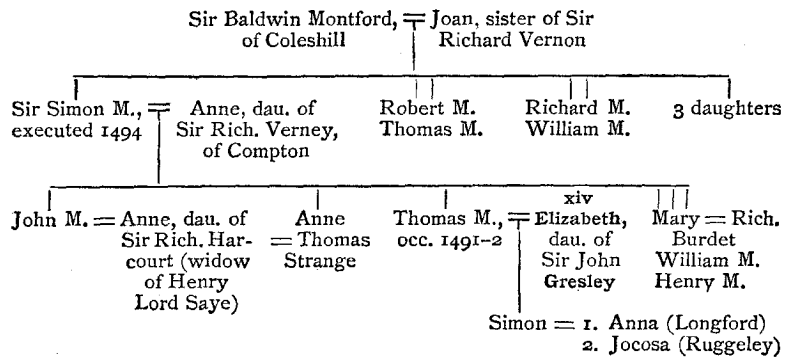 Sir Baldwin Montford, = Joan, sister of Sir
of Coleshill Richard Vernon
Sir Simon M., = Anne, dau. of Robert M. Richard M. 3 daughters
executed 1494 Sir Rich. Verney, Thomas M. William M.
of Compton
xiv
John M. = Anne, dau. of Anne Thomas M., = Elizabeth, Mary = Rich.
Sir Rich. Har- = Thomas occ. 1491-2 dau. of Burdet
court (widow Strange Sir John William M.
of Henry Gresley Henry M.
Lord Saye)
Simon = 1. Anna (Longford)
2. Jocosa (Ruggeley)